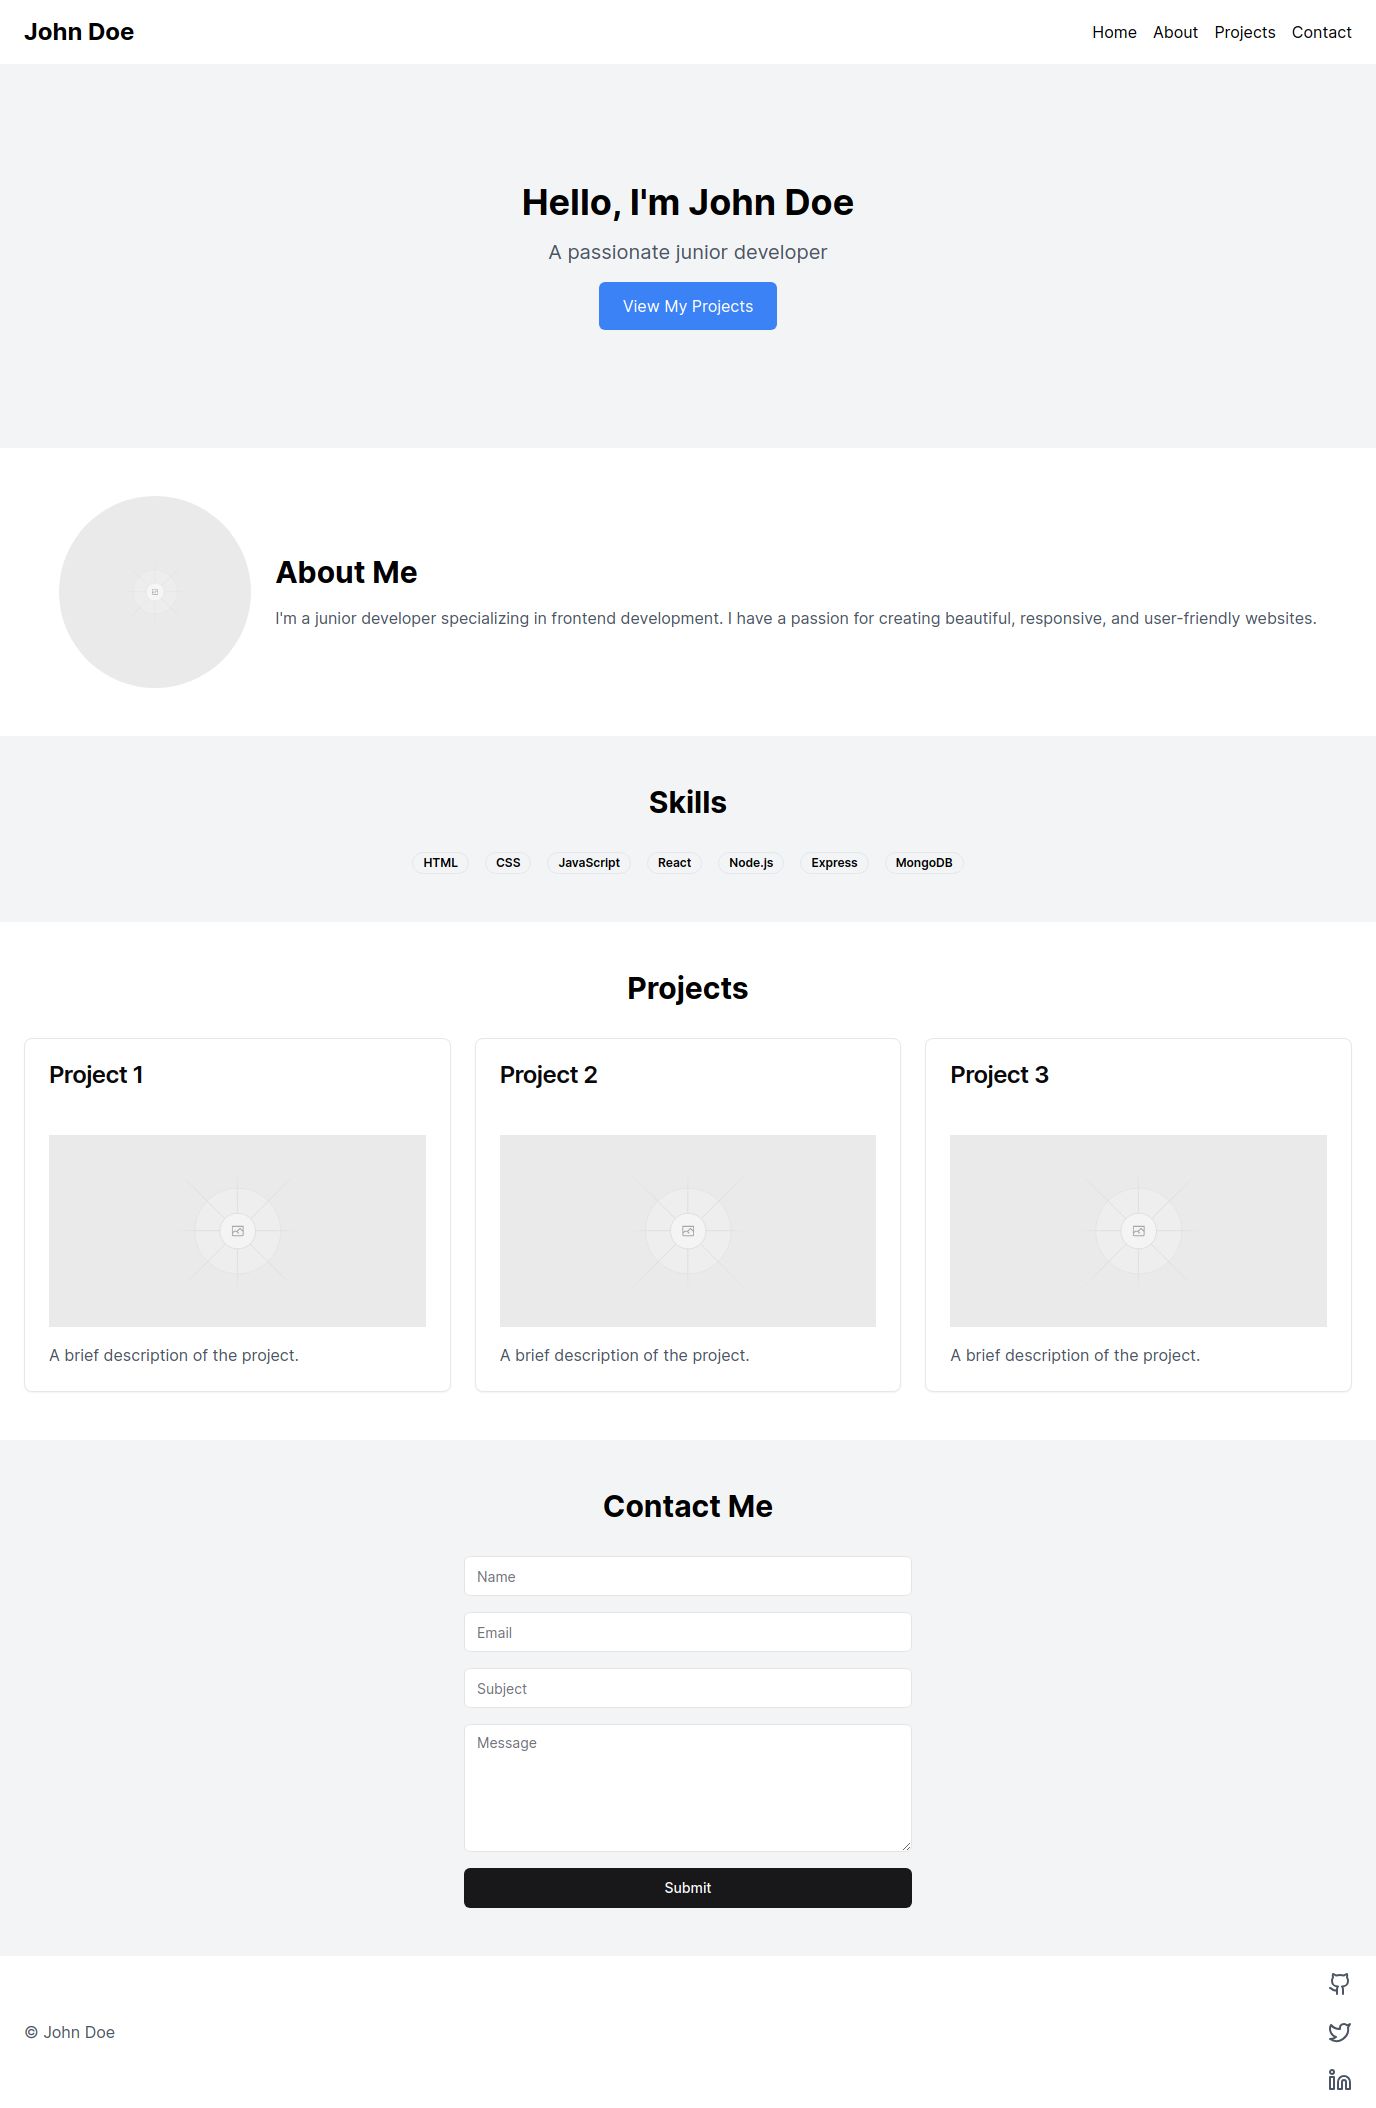 John Doe
Home About Projects Contact
Hello, I'm John Doe
A passionate junior developer
View My Projects
About Me
I'm a junior developer specializing in frontend development. I have a passion for creating beautiful, responsive, and user-friendly websites.
Skills
HTML CSS JavaScript React Node.js Express MongoDB
Projects
Project 1
A brief description of the project.
Project 2
A brief description of the project.
Project 3
A brief description of the project.
Contact Me
Name
Email
Subject
Message
Submit
© John Doe